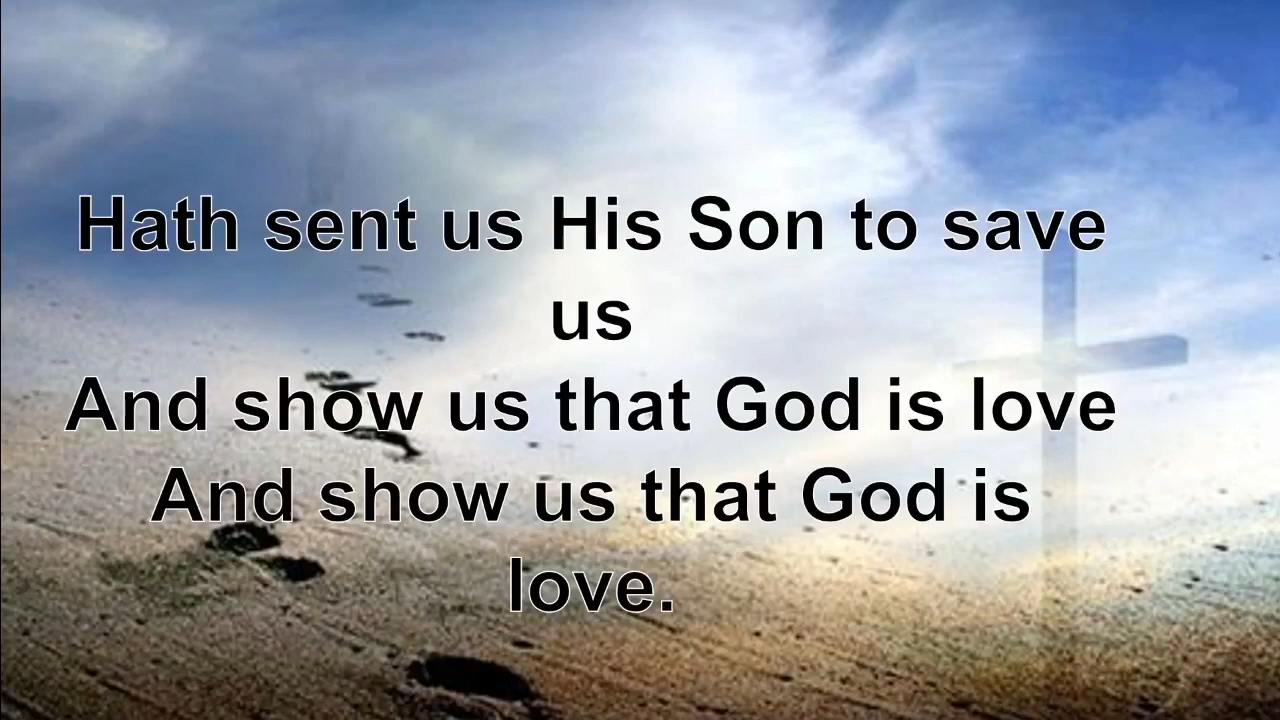 Hath sent us His Son to save
us
And show us that God is love
And show us that God is
love.